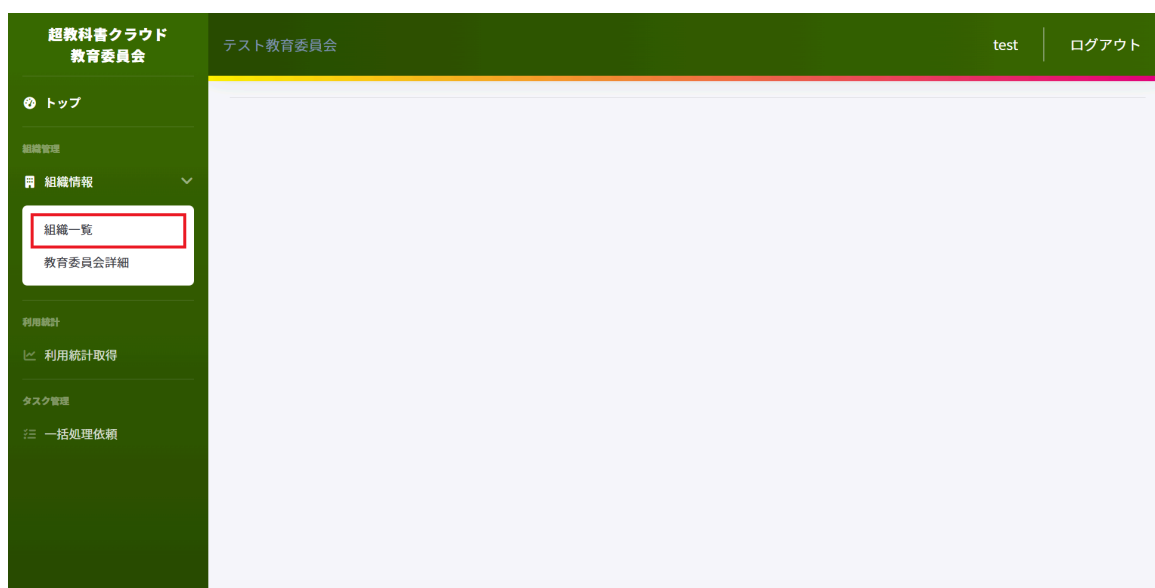 超教科書クラウド
教育委員会
テスト教育委員会
test
ログアウト
トップ
組織管理
組織情報
組織一覧
教育委員会詳細
利用統計
利用統計取得
タスク管理
一括処理依頼